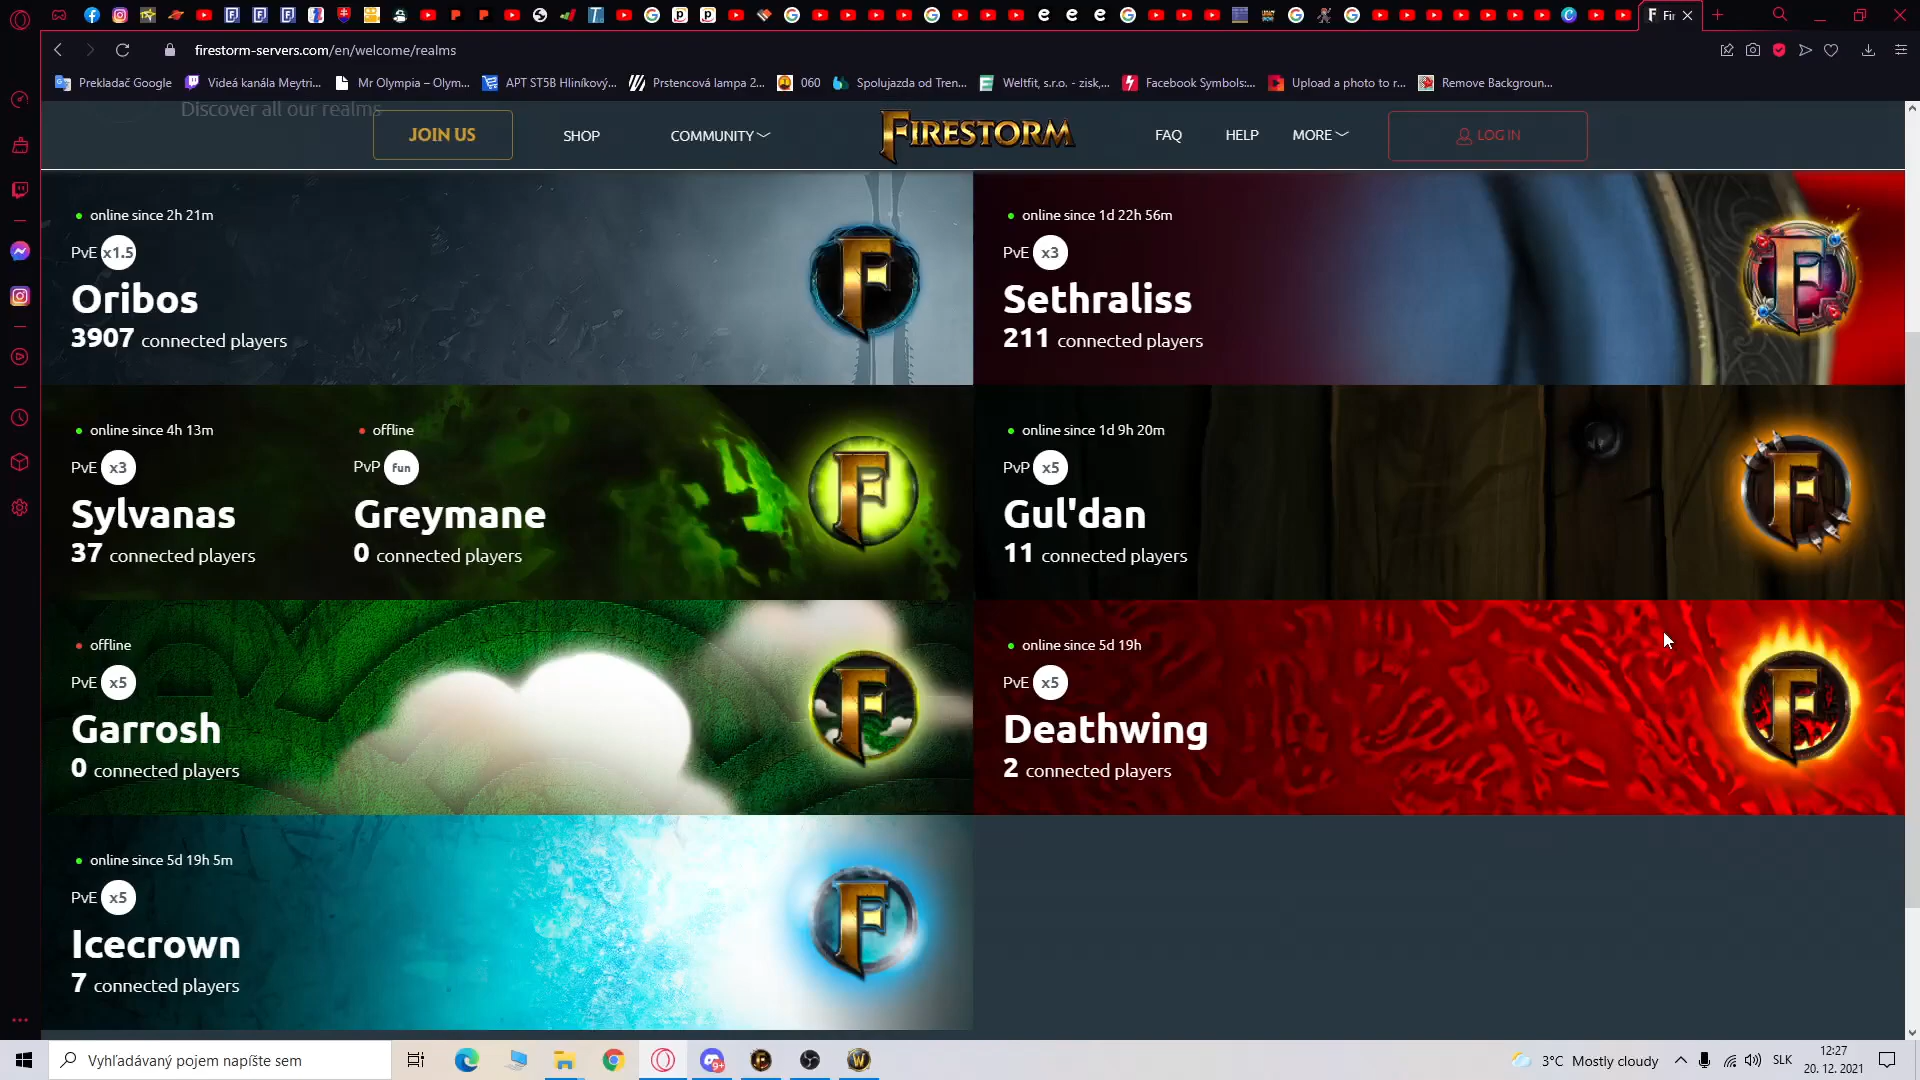 Fir
firestorm-servers.com/en/welcome/realms
Prekladač Google
Videá kanála Meytri...
Mr Olympia – Olym...
APT ST5B Hliníkový...
Prstencová lampa 2...
060
Spolujazda od Tren...
Weltfit, s.r.o. - zisk,...
Facebook Symbols:...
Upload a photo to r...
Remove Backgroun...
Discover all our realms
JOIN US
SHOP
COMMUNITY
FIRESTORM
FAQ
HELP
MORE
LOG IN
online since 2h 21m
PvE x1.5
Oribos
3907 connected players
online since 1d 22h 56m
PvE x3
Sethraliss
211 connected players
online since 4h 13m
PvE x3
Sylvanas
37 connected players
offline
PvP fun
Greymane
0 connected players
online since 1d 9h 20m
PvP x5
Gul'dan
11 connected players
offline
PvE x5
Garrosh
0 connected players
online since 5d 19h
PvE x5
Deathwing
2 connected players
online since 5d 19h 5m
PvE x5
Icecrown
7 connected players
Vyhľadávaný pojem napíšte sem
9+
3°C Mostly cloudy
SLK
12:27
20. 12. 2021